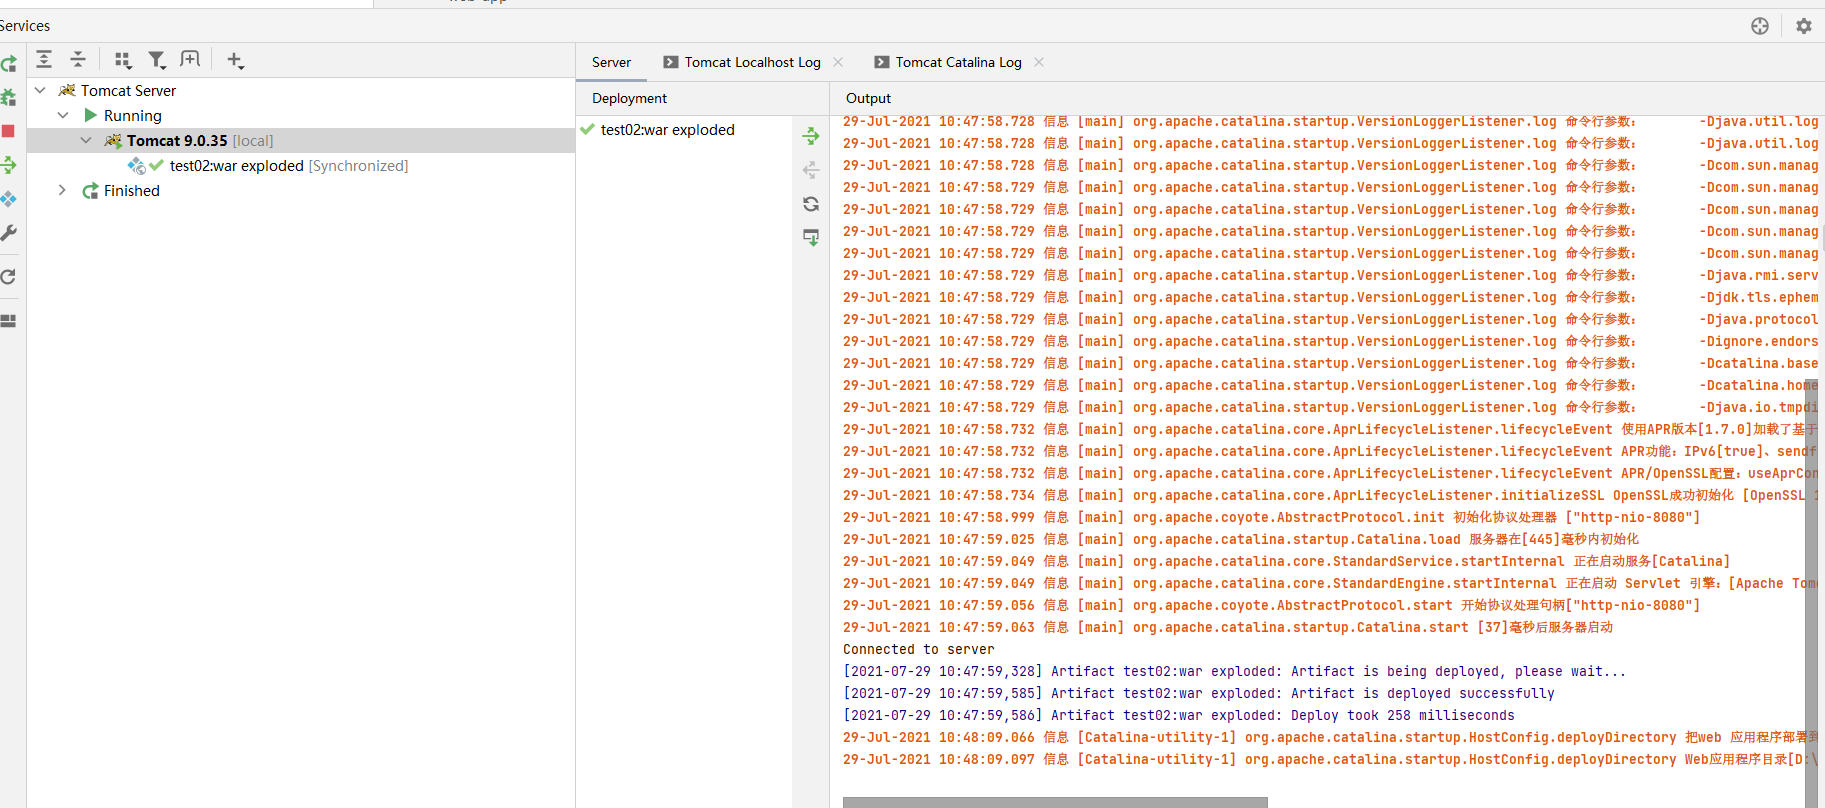 Services
Server
Tomcat Localhost Log
Tomcat Catalina Log
Tomcat Server
Running
Tomcat 9.0.35 [local]
test02:war exploded [Synchronized]
Finished
Deployment
test02:war exploded
Output
29-Jul-2021 10:47:58.728 信息 [main] org.apache.catalina.startup.VersionLoggerListener.log 命令行参数: -Djava.util.log
29-Jul-2021 10:47:58.728 信息 [main] org.apache.catalina.startup.VersionLoggerListener.log 命令行参数: -Djava.util.log
29-Jul-2021 10:47:58.728 信息 [main] org.apache.catalina.startup.VersionLoggerListener.log 命令行参数: -Dcom.sun.manag
29-Jul-2021 10:47:58.729 信息 [main] org.apache.catalina.startup.VersionLoggerListener.log 命令行参数: -Dcom.sun.manag
29-Jul-2021 10:47:58.729 信息 [main] org.apache.catalina.startup.VersionLoggerListener.log 命令行参数: -Dcom.sun.manag
29-Jul-2021 10:47:58.729 信息 [main] org.apache.catalina.startup.VersionLoggerListener.log 命令行参数: -Dcom.sun.manag
29-Jul-2021 10:47:58.729 信息 [main] org.apache.catalina.startup.VersionLoggerListener.log 命令行参数: -Dcom.sun.manag
29-Jul-2021 10:47:58.729 信息 [main] org.apache.catalina.startup.VersionLoggerListener.log 命令行参数: -Djava.rmi.serv
29-Jul-2021 10:47:58.729 信息 [main] org.apache.catalina.startup.VersionLoggerListener.log 命令行参数: -Djdk.tls.ephem
29-Jul-2021 10:47:58.729 信息 [main] org.apache.catalina.startup.VersionLoggerListener.log 命令行参数: -Djava.protocol
29-Jul-2021 10:47:58.729 信息 [main] org.apache.catalina.startup.VersionLoggerListener.log 命令行参数: -Dignore.endors
29-Jul-2021 10:47:58.729 信息 [main] org.apache.catalina.startup.VersionLoggerListener.log 命令行参数: -Dcatalina.base
29-Jul-2021 10:47:58.729 信息 [main] org.apache.catalina.startup.VersionLoggerListener.log 命令行参数: -Dcatalina.home
29-Jul-2021 10:47:58.729 信息 [main] org.apache.catalina.startup.VersionLoggerListener.log 命令行参数: -Djava.io.tmpdi
29-Jul-2021 10:47:58.732 信息 [main] org.apache.catalina.core.AprLifecycleListener.lifecycleEvent 使用APR版本[1.7.0]加载了基于
29-Jul-2021 10:47:58.732 信息 [main] org.apache.catalina.core.AprLifecycleListener.lifecycleEvent APR功能:IPv6[true]、sendf
29-Jul-2021 10:47:58.732 信息 [main] org.apache.catalina.core.AprLifecycleListener.lifecycleEvent APR/OpenSSL配置:useAprCon
29-Jul-2021 10:47:58.734 信息 [main] org.apache.catalina.core.AprLifecycleListener.initializeSSL OpenSSL成功初始化 [OpenSSL 1
29-Jul-2021 10:47:58.999 信息 [main] org.apache.coyote.AbstractProtocol.init 初始化协议处理器 ["http-nio-8080"]
29-Jul-2021 10:47:59.025 信息 [main] org.apache.catalina.startup.Catalina.load 服务器在[445]毫秒内初始化
29-Jul-2021 10:47:59.049 信息 [main] org.apache.catalina.core.StandardService.startInternal 正在启动服务[Catalina]
29-Jul-2021 10:47:59.049 信息 [main] org.apache.catalina.core.StandardEngine.startInternal 正在启动 Servlet 引擎:[Apache Tom
29-Jul-2021 10:47:59.056 信息 [main] org.apache.coyote.AbstractProtocol.start 开始协议处理句柄["http-nio-8080"]
29-Jul-2021 10:47:59.063 信息 [main] org.apache.catalina.startup.Catalina.start [37]毫秒后服务器启动
Connected to server
[2021-07-29 10:47:59,328] Artifact test02:war exploded: Artifact is being deployed, please wait...
[2021-07-29 10:47:59,585] Artifact test02:war exploded: Artifact is deployed successfully
[2021-07-29 10:47:59,586] Artifact test02:war exploded: Deploy took 258 milliseconds
29-Jul-2021 10:48:09.066 信息 [Catalina-utility-1] org.apache.catalina.startup.HostConfig.deployDirectory 把web 应用程序部署到
29-Jul-2021 10:48:09.097 信息 [Catalina-utility-1] org.apache.catalina.startup.HostConfig.deployDirectory Web应用程序目录[D:\